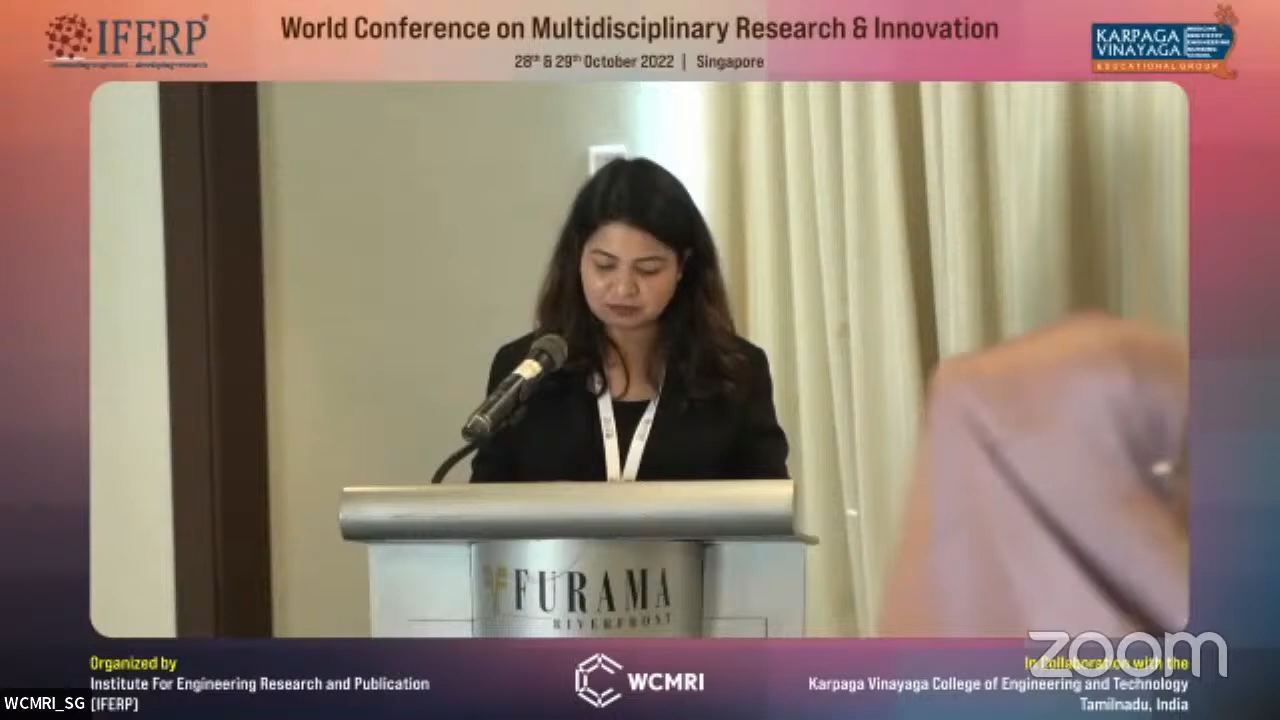 IFERP®
World Conference on Multidisciplinary Research & Innovation
28th & 29th October 2022 | Singapore
KARPAGA
VINAYAGA
EDUCATIONAL GROUP
FURAMA
RIVERFRONT
zoom
Organized by
Institute For Engineering Research and Publication
(IFERP)
WCMRI_SG
WCMRI
In Collaboration with the
Karpaga Vinayaga College of Engineering and Technology
Tamilnadu, India